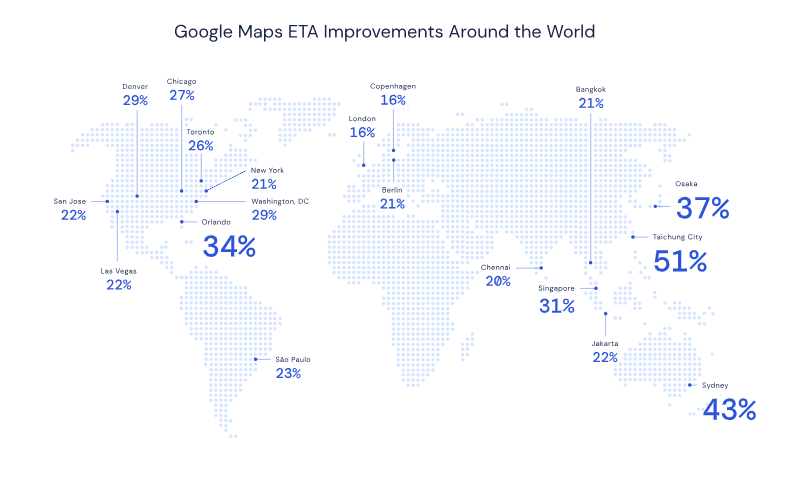 Google Maps ETA Improvements Around the World
Denver
29%
Chicago
27%
Toronto
26%
New York
21%
San Jose
22%
Washington, DC
29%
Orlando
34%
Las Vegas
22%
São Paulo
23%
Copenhagen
16%
London
16%
Berlin
21%
Bangkok
21%
Osaka
37%
Taichung City
51%
Chennai
20%
Singapore
31%
Jakarta
22%
Sydney
43%